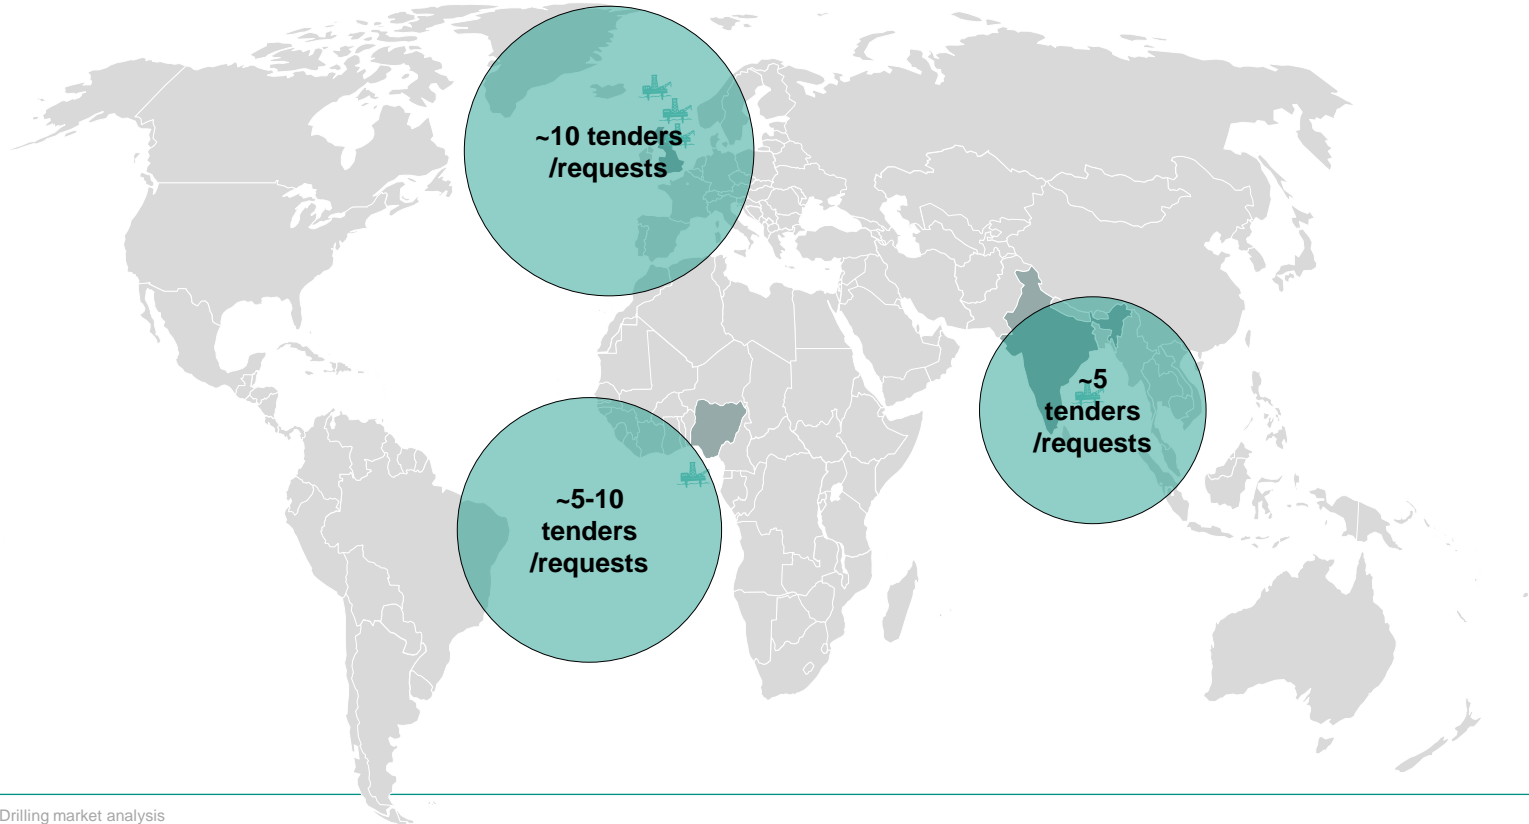 ~10 tenders
/requests
~5
tenders
/requests
~5-10
tenders
/requests
Drilling market analysis